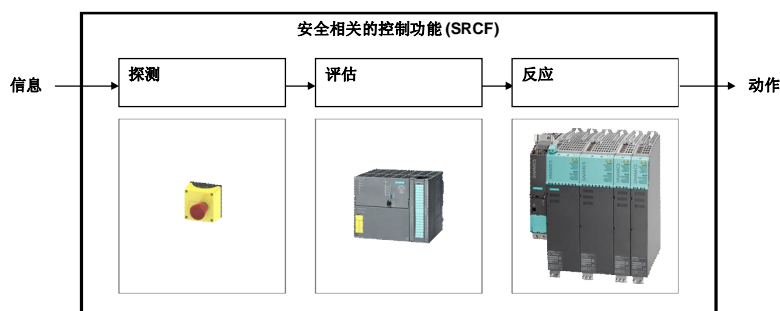 安全相关的控制功能 (SRCF)
信息
探测
评估
反应
动作